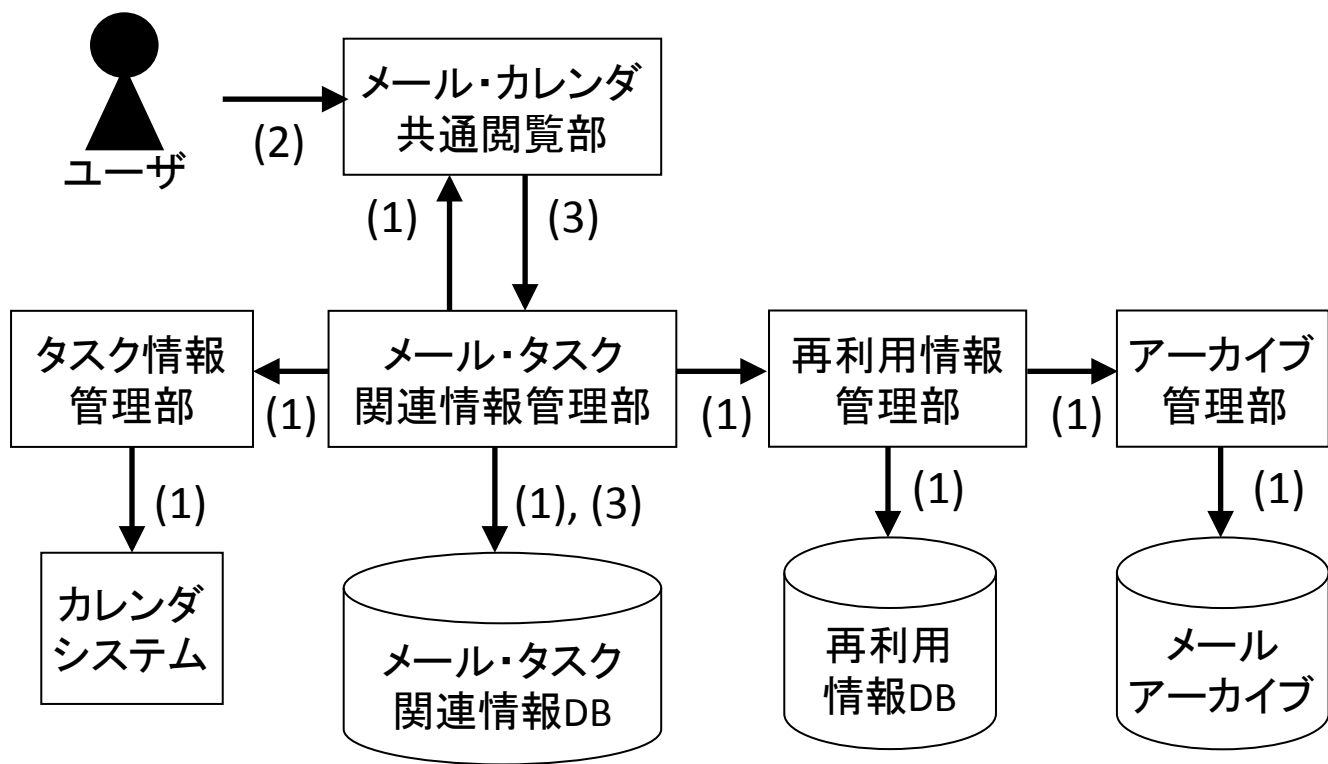 メール・カレンダ
共通閲覧部
(2)
ユーザ
(1)
(3)
タスク情報
管理部
(1)
メール・タスク
関連情報管理部
(1)
再利用情報
管理部
(1)
アーカイブ
管理部
(1)
(1), (3)
(1)
(1)
カレンダ
システム
メール・タスク
関連情報DB
再利用
情報DB
メール
アーカイブ